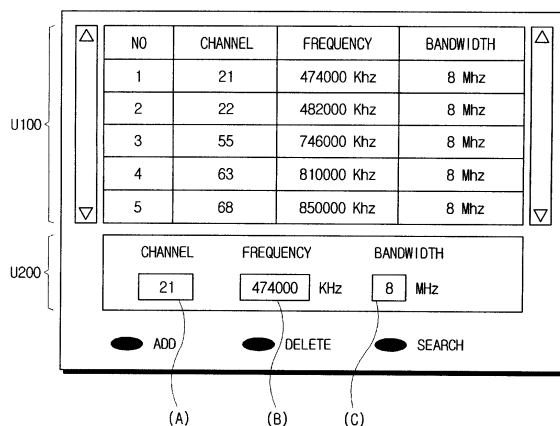 NO CHANNEL FREQUENCY BANDWIDTH
1 21 474000 Khz 8 Mhz
2 22 482000 Khz 8 Mhz
U100
3 55 746000 Khz 8 Mhz
4 63 810000 Khz 8 Mhz
5 68 850000 Khz 8 Mhz
CHANNEL FREQUENCY BANDWIDTH
U200
21 474000 KHz 8 MHz
ADD DELETE SEARCH
(A) (B) (C)